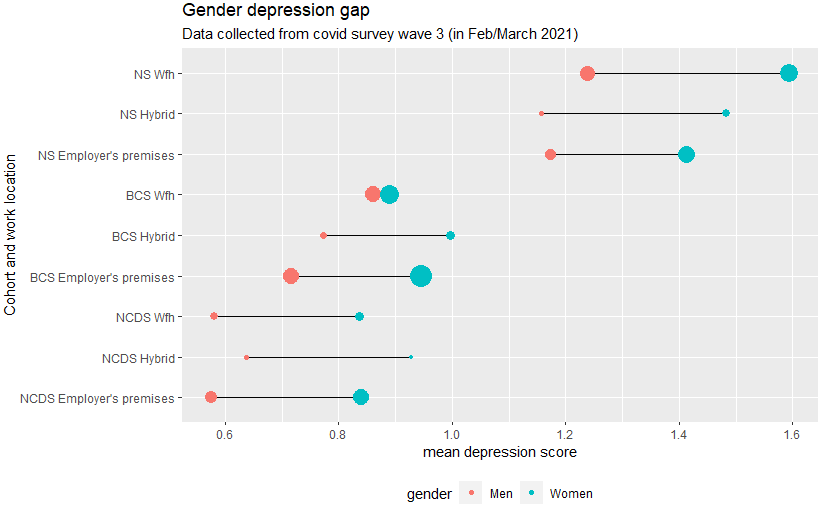 Gender depression gap
Data collected from covid survey wave 3 (in Feb/March 2021)
Cohort and work location
NS Wfh
NS Hybrid
NS Employer's premises
BCS Wfh
BCS Hybrid
BCS Employer's premises
NCDS Wfh
NCDS Hybrid
NCDS Employer's premises
0.6 0.8 1.0 1.2 1.4 1.6
mean depression score
gender Men Women